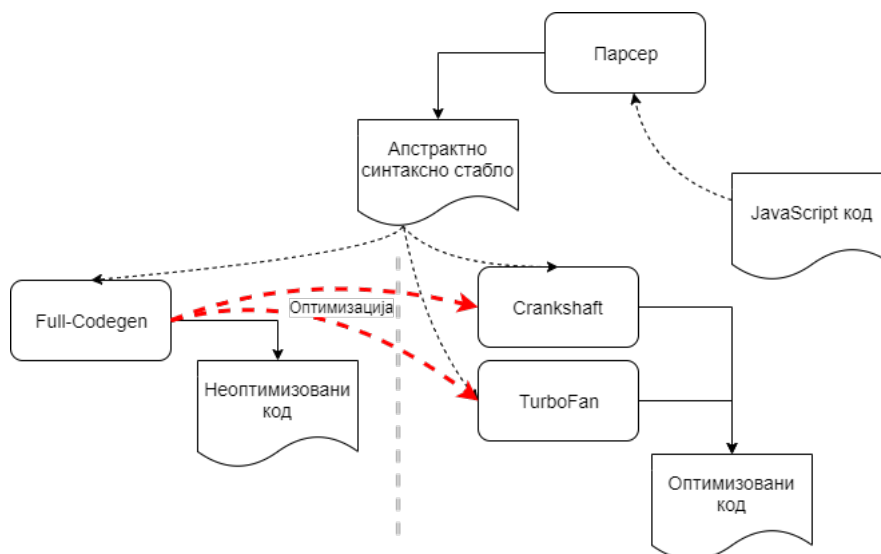 Парсер
Апстрактно
синтаксно стабло
JavaScript код
Full-Codegen
Оптимизација
Crankshaft
Неоптимизовани
код
TurboFan
Оптимизовани
код